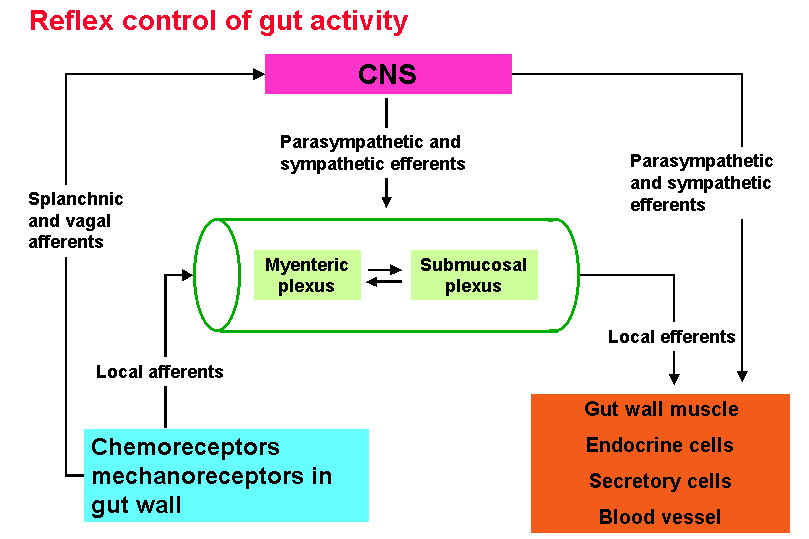 Reflex control of gut activity
CNS
Parasympathetic and
sympathetic efferents
Parasympathetic
and sympathetic
efferents
Splanchnic
and vagal
afferents
Myenteric
plexus
Submucosal
plexus
Local efferents
Local afferents
Chemoreceptors
mechanoreceptors in
gut wall
Gut wall muscle
Endocrine cells
Secretory cells
Blood vessel